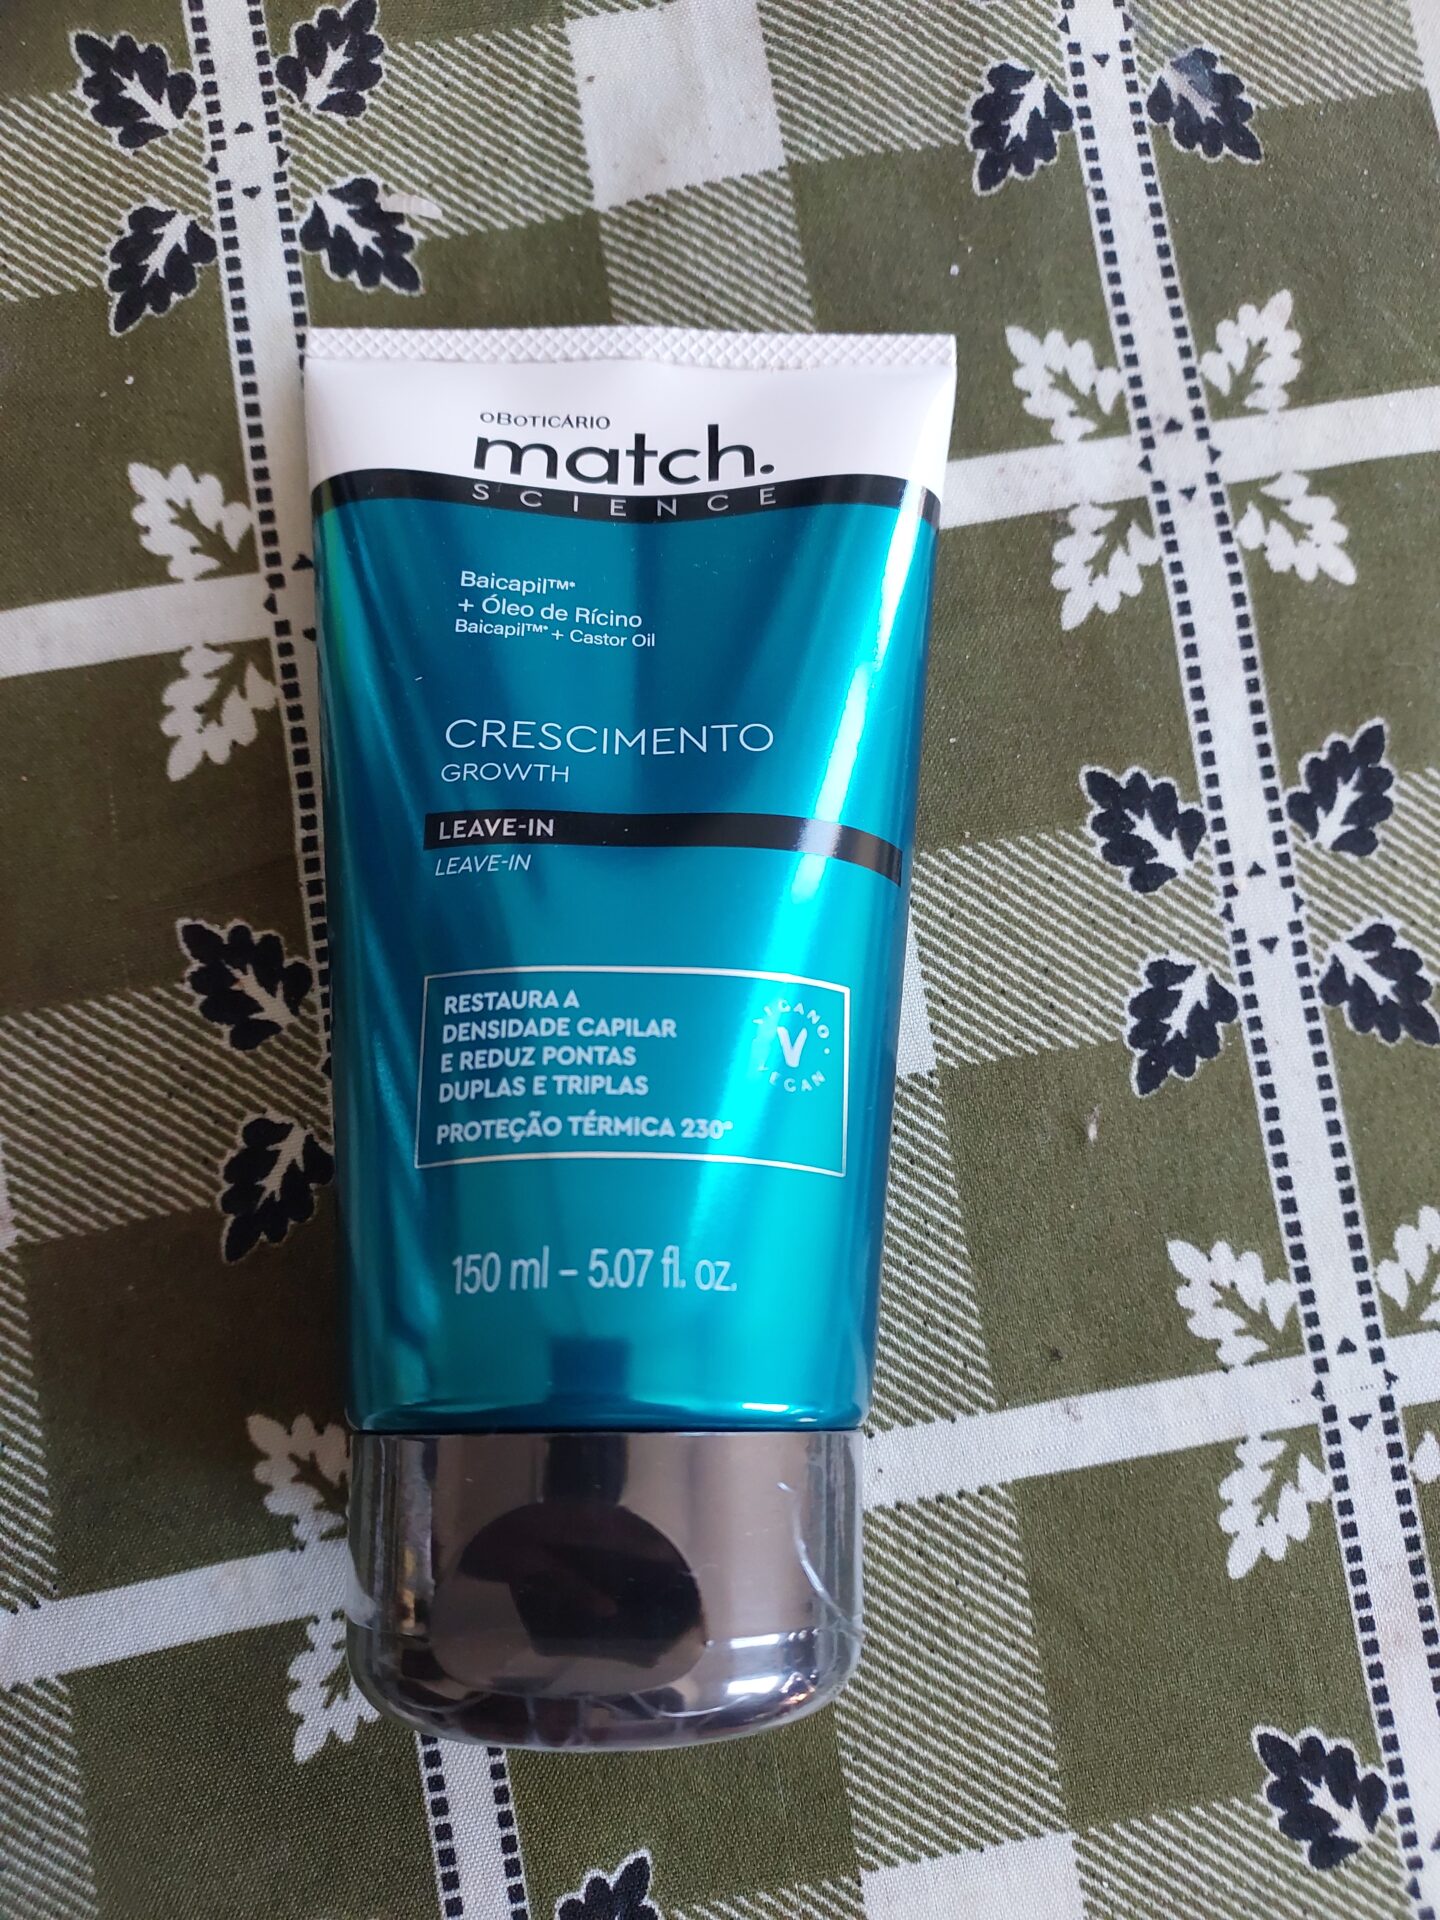 oBOTICÁRIO
match.
SCIENCE
Baicapil™*
+ Óleo de Rícino
Baicapil™* + Castor Oil
CRESCIMENTO
GROWTH
LEAVE-IN
LEAVE-IN
RESTAURA A
DENSIDADE CAPILAR
E REDUZ PONTAS
DUPLAS E TRIPLAS
PROTEÇÃO TÉRMICA 230°
VEGANO •
V
VEGAN
150 ml – 5.07 fl. oz.